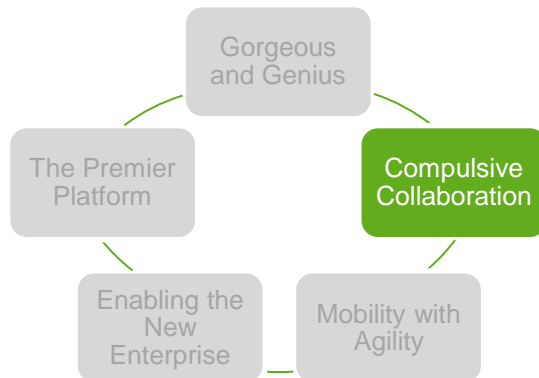 Gorgeous
and Genius
The Premier
Platform
Compulsive
Collaboration
Enabling the
New
Enterprise
Mobility with
Agility